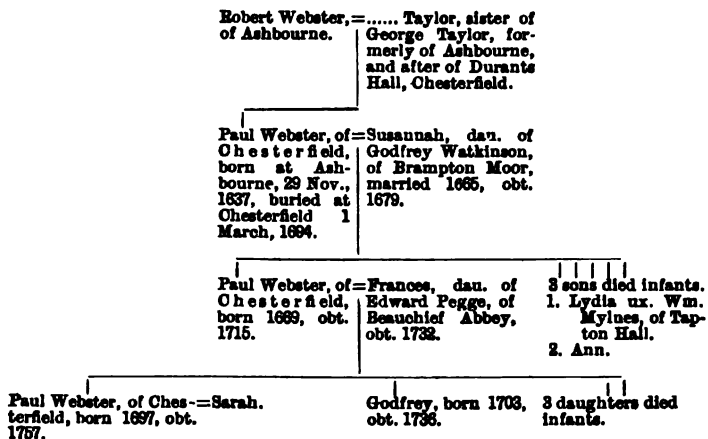 Robert Webster,=...... Taylor, sister of
of Ashbourne. George Taylor, for-
merly of Ashbourne,
and after of Durants
Hall, Chesterfield.
Paul Webster, of=Susannah, dau. of
Chesterfield, Godfrey Watkinson,
born at Ash- of Brampton Moor,
bourne, 29 Nov., married 1665, obt.
1637, buried at 1679.
Chesterfield 1
March, 1694.
Paul Webster, of=Frances, dau. of 3 sons died infants.
Chesterfield, Edward Pegge, of 1. Lydia ux. Wm.
born 1669, obt. Beauchief Abbey, Mylnes, of Tap-
1715. obt. 1732. ton Hall.
2. Ann.
Paul Webster, of Ches-=Sarah. Godfrey, born 1703, 3 daughters died
terfield, born 1697, obt. obt. 1736. infants.
1757.